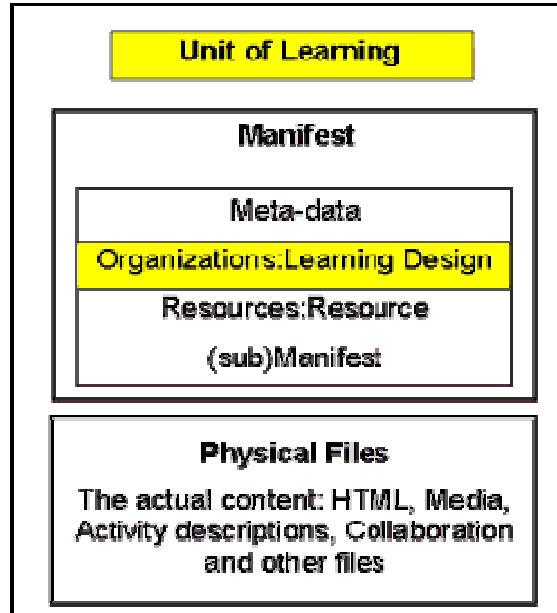 Unit of Learning
Manifest
Meta-data
Organizations:Learning Design
Resources:Resource
(sub)Manifest
Physical Files
The actual content: HTML, Media,
Activity descriptions, Collaboration
and other files